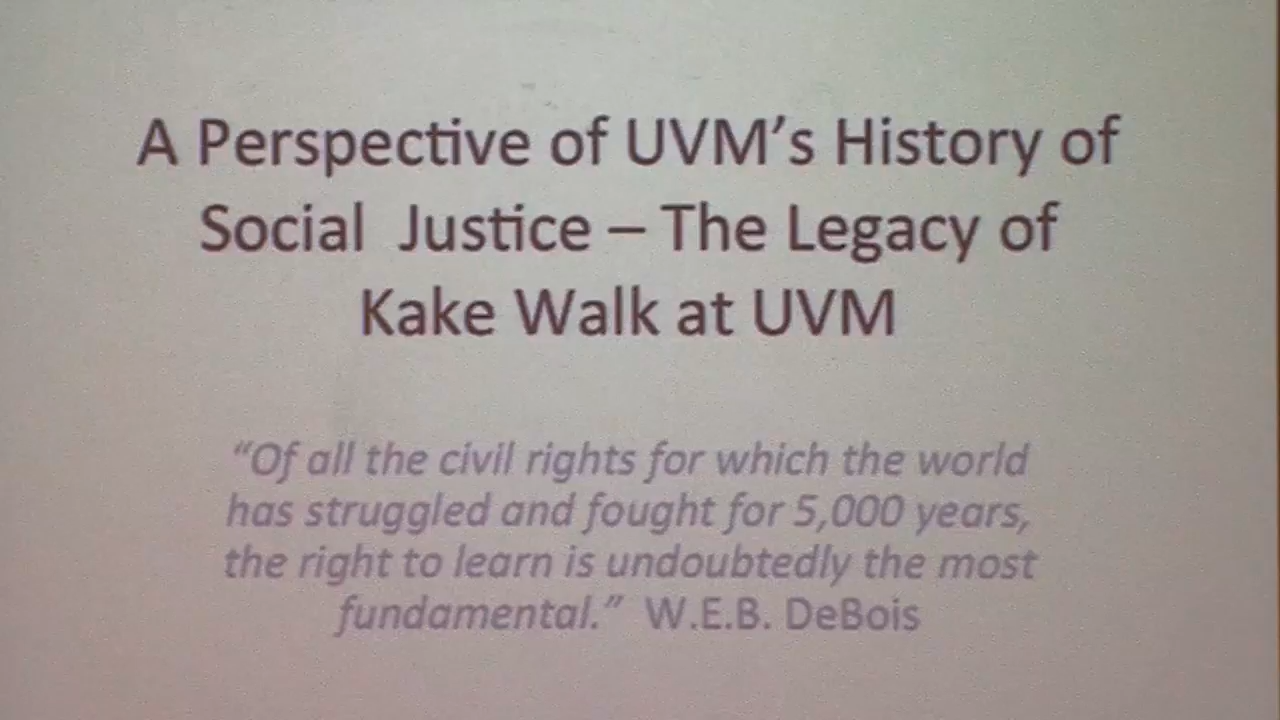 A Perspective of UVM’s History of
Social  Justice – The Legacy of
Kake Walk at UVM
“Of all the civil rights for which the world
has struggled and fought for 5,000 years,
the right to learn is undoubtedly the most
fundamental.”  W.E.B. DeBois